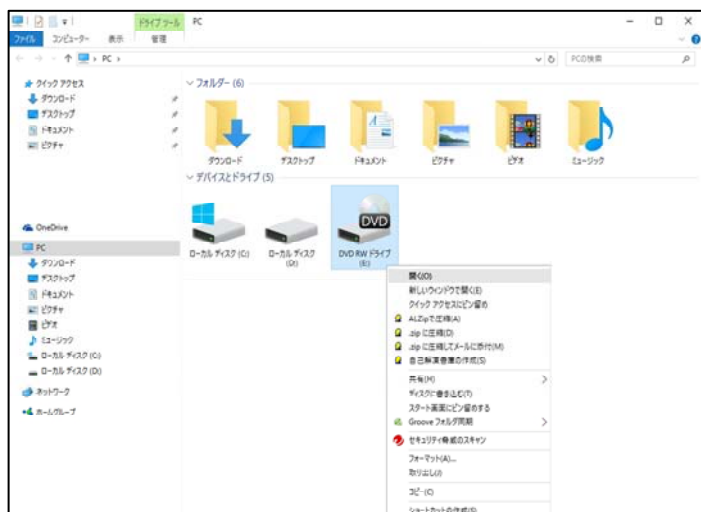 ドライブ ツール
PC
ファイル
コンピューター
表示
管理
PC
PCの検索
クイック アクセス
ダウンロード
デスクトップ
ドキュメント
ピクチャ
OneDrive
PC
ダウンロード
デスクトップ
ドキュメント
ピクチャ
ビデオ
ミュージック
ローカル ディスク (C:)
ローカル ディスク (D:)
ネットワーク
ホームグループ
フォルダー (6)
ダウンロード
デスクトップ
ドキュメント
ピクチャ
ビデオ
ミュージック
デバイスとドライブ (5)
DVD
ローカル ディスク (C:)
ローカル ディスク
(D:)
DVD RW ドライブ
(E:)
開く(O)
新しいウィンドウで開く(E)
クイック アクセスにピン留め
ALZipで圧縮(A)
.zip に圧縮(D)
.zip に圧縮してメールに添付(M)
自己解凍書庫の作成(S)
共有(H)
ディスクに書き込む(T)
スタート画面にピン留めする
Groove フォルダ同期
セキュリティ脅威のスキャン
フォーマット(A)...
取り出し(J)
コピー(C)
ショートカットの作成(S)